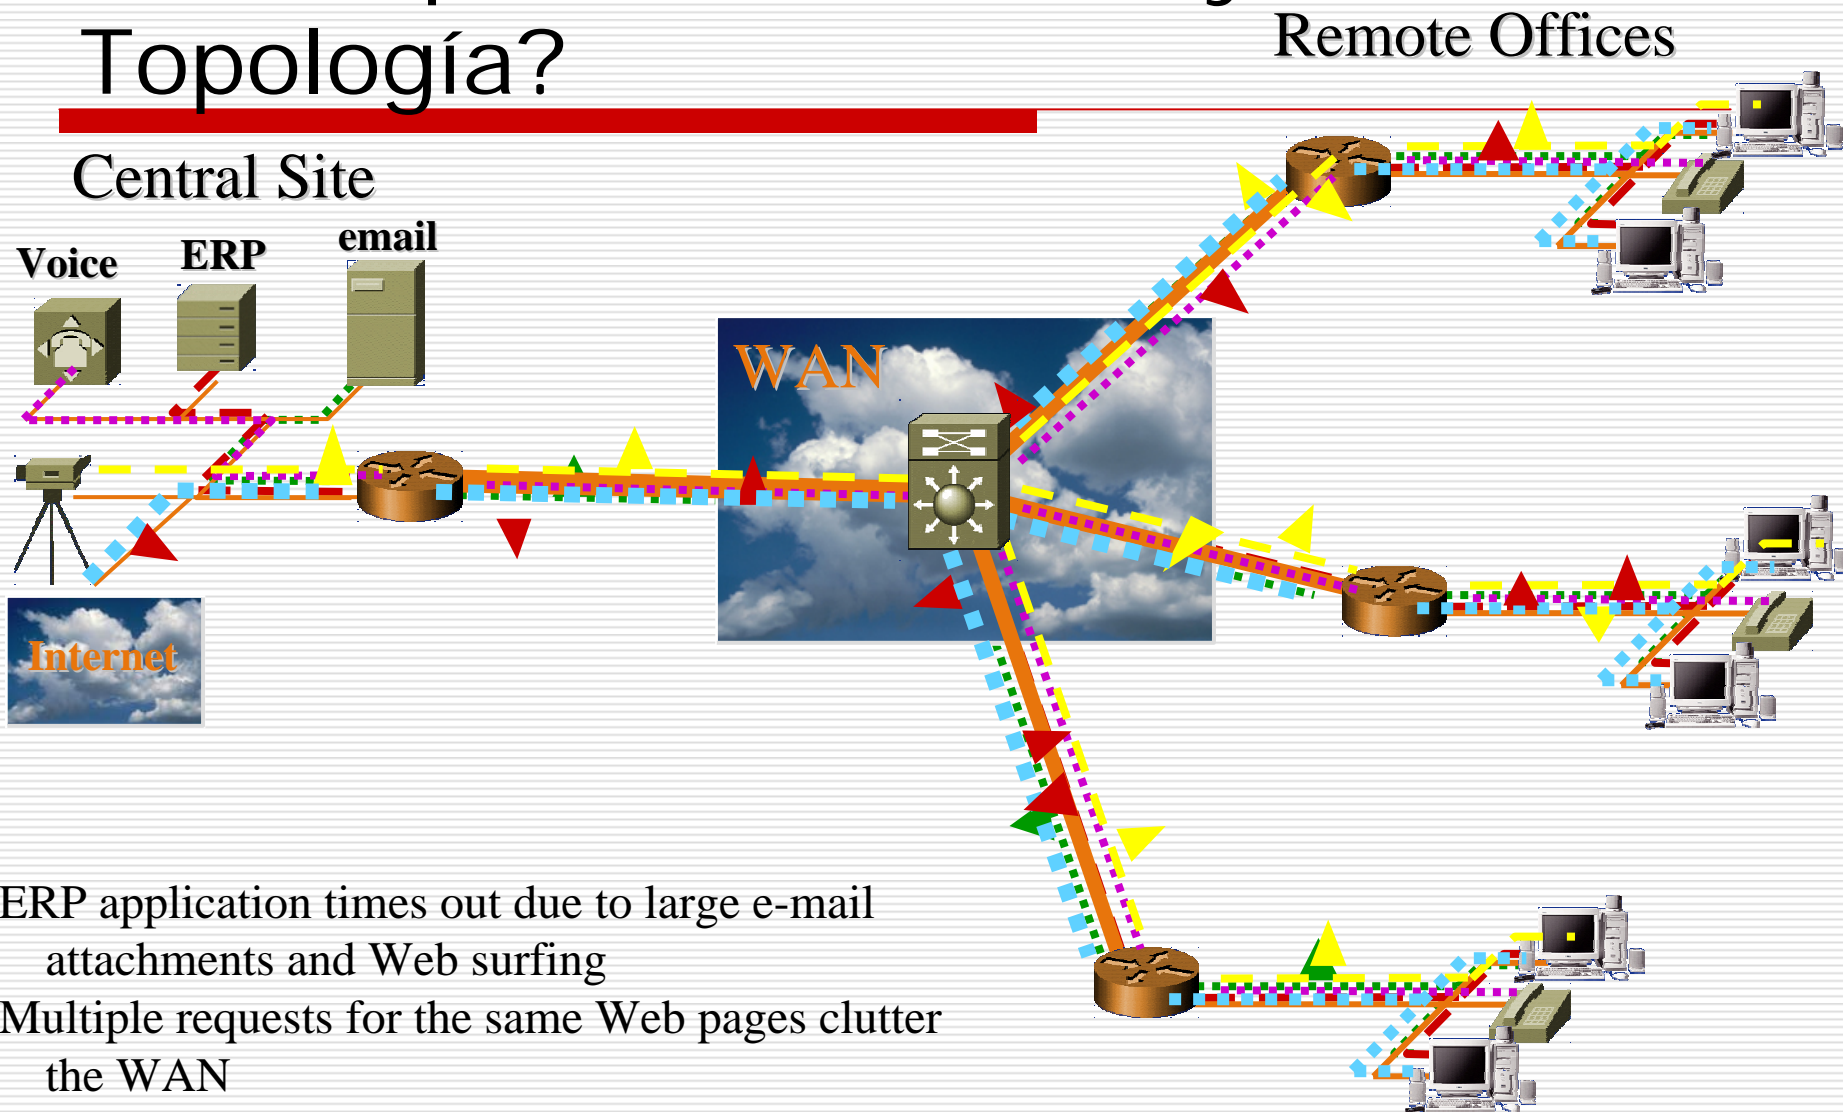 Topología?
Remote Offices
Central Site
Voice
ERP
email
WAN
Internet
ERP application times out due to large e-mail
attachments and Web surfing
Multiple requests for the same Web pages clutter
the WAN